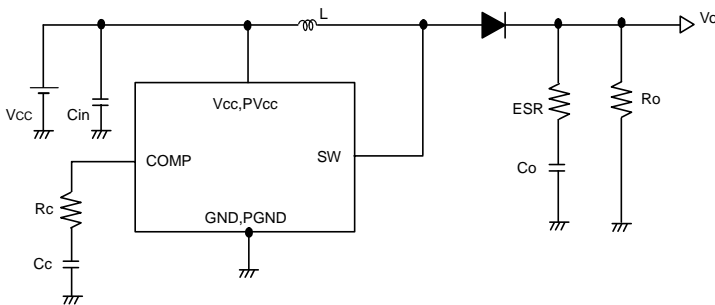 L
Vo
Vcc
Cin
Vcc,PVcc
COMP
SW
GND,PGND
Rc
Cc
ESR
Co
Ro